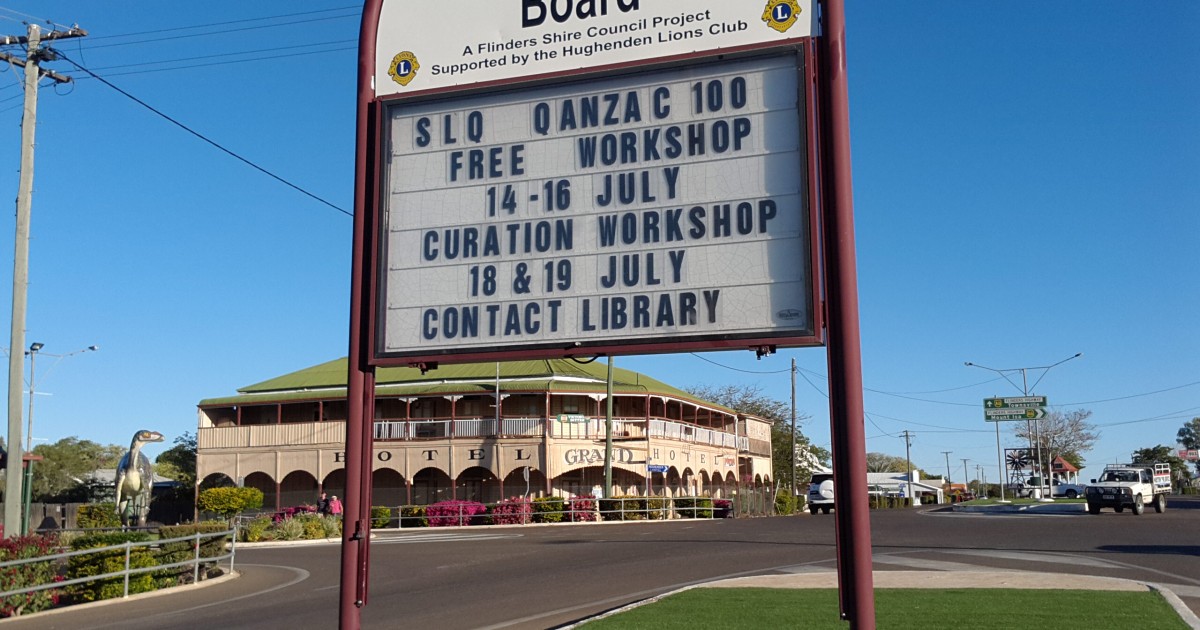 Board
A Flinders Shire Council Project
Supported by the Hughenden Lions Club
L
L
SLQ QANZAC 100
FREE WORKSHOP
14-16 JULY
CURATION WORKSHOP
18 & 19 JULY
CONTACT LIBRARY
HOTEL GRAND HOTEL